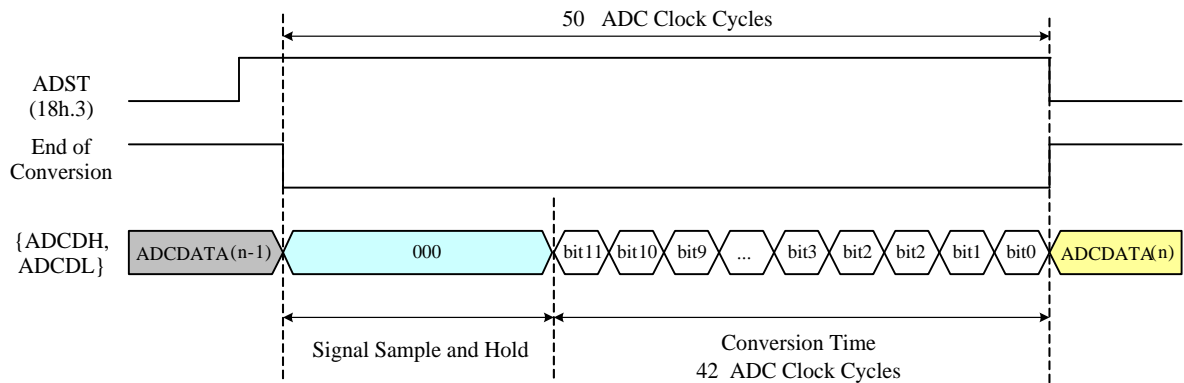 50 ADC Clock Cycles
ADST
(18h.3)
End of
Conversion
{ADCDH,
ADCDL}
ADCDATA(n-1)
000
bit11
bit10
bit9
...
bit3
bit2
bit2
bit1
bit0
ADCDATA(n)
Signal Sample and Hold
Conversion Time
42 ADC Clock Cycles